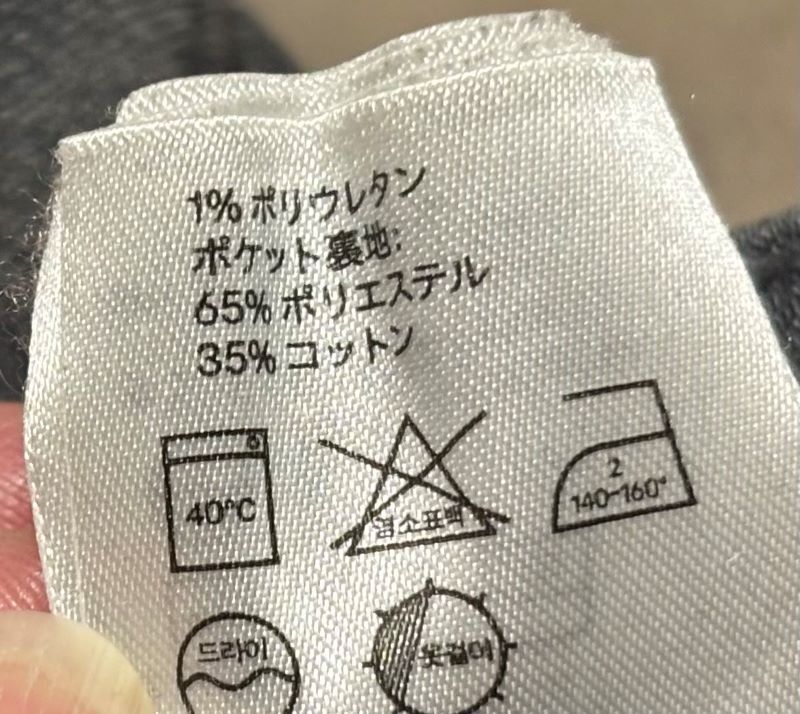 1% ポリウレタン
ポケット裏地:
65% ポリエステル
35% コットン
40°C
염소표백
2
140-160°
드라이
옷걸이